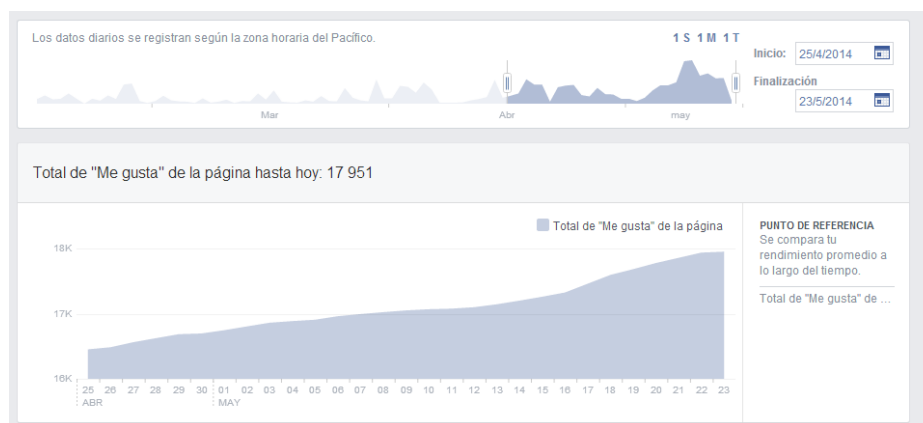 Los datos diarios se registran según la zona horaria del Pacífico.
1 S 1 M 1 T
Inicio: 25/4/2014
Finalización
23/5/2014
Mar Abr may
Total de "Me gusta" de la página hasta hoy: 17 951
Total de "Me gusta" de la página
18K
17K
16K
25 26 27 28 29 30 01 02 03 04 05 06 07 08 09 10 11 12 13 14 15 16 17 18 19 20 21 22 23
ABR MAY
PUNTO DE REFERENCIA
Se compara tu
rendimiento promedio a
lo largo del tiempo.
Total de "Me gusta" de ...